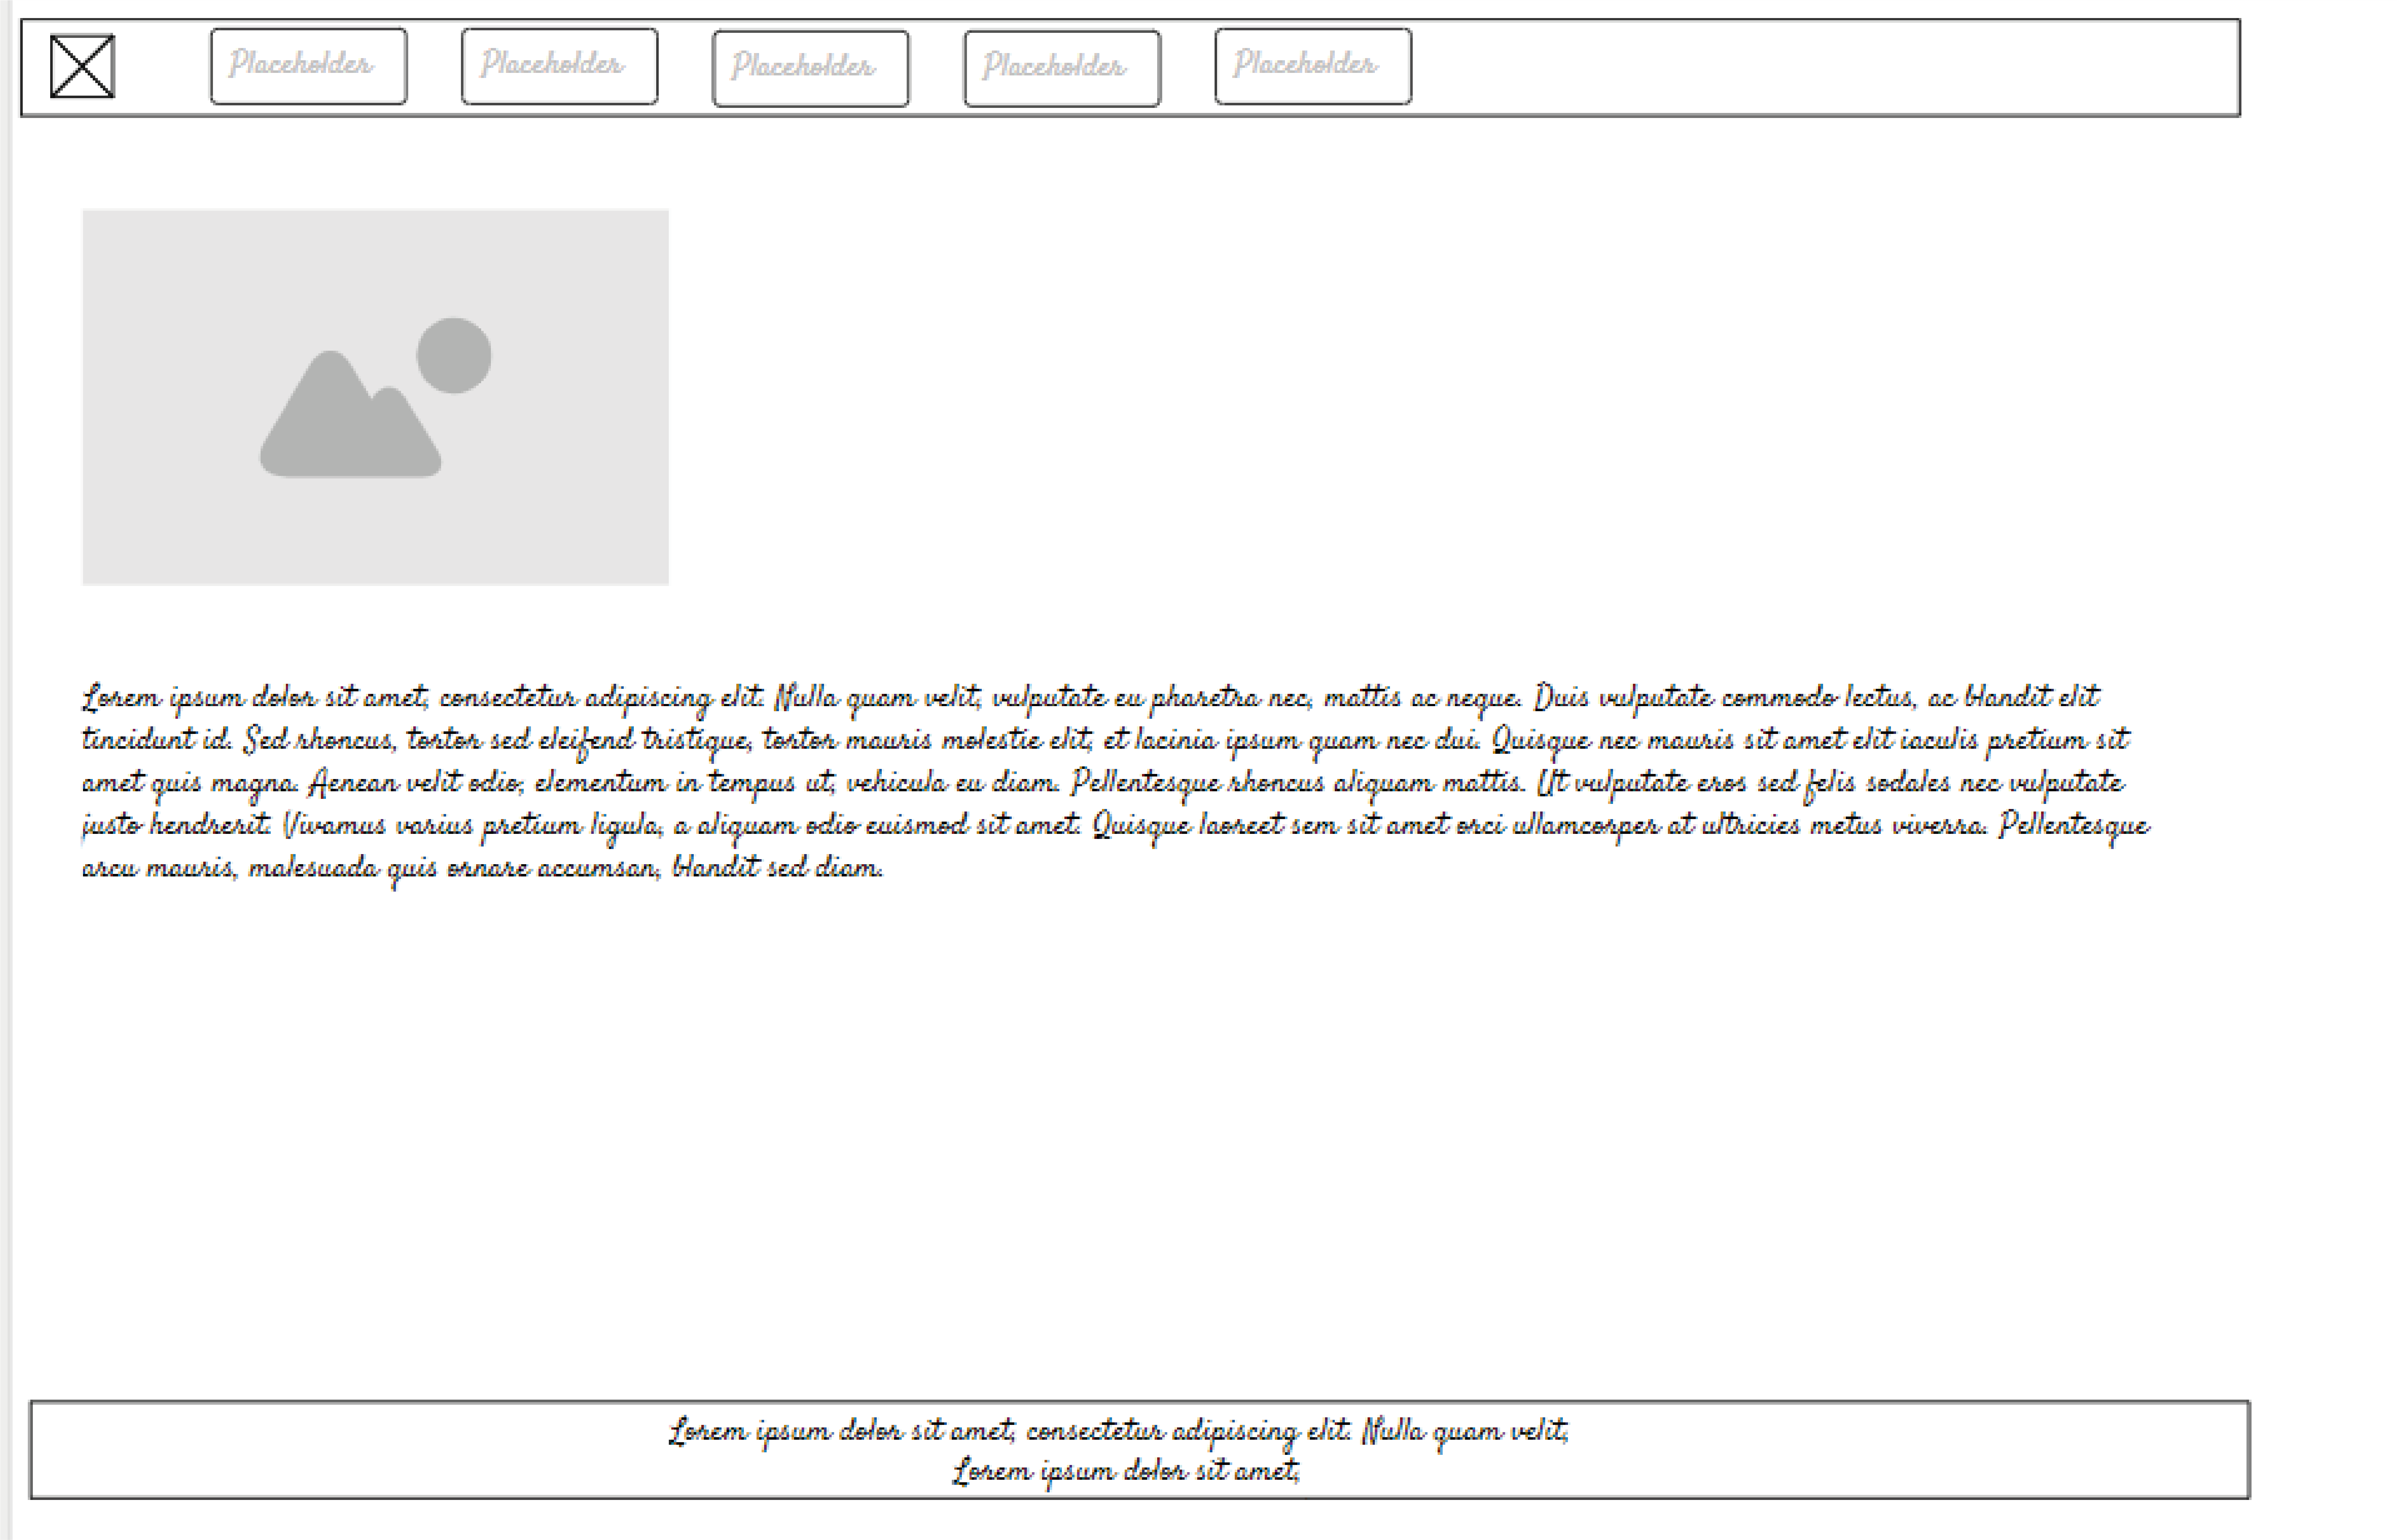 Placeholder Placeholder Placeholder Placeholder Placeholder
Lorem ipsum dolor sit amet, consectetur adipiscing elit. Nulla quam velit, vulputate eu pharetra nec, mattis ac neque. Duis vulputate commodo lectus, ac blandit elit
tincidunt id. Sed rhoncus, tortor sed eleifend tristique, tortor mauris molestie elit, et lacinia ipsum quam nec dui. Quisque nec mauris sit amet elit iaculis pretium sit
amet quis magna. Aenean velit odio, elementum in tempus ut, vehicula eu diam. Pellentesque rhoncus aliquam mattis. Ut vulputate eros sed felis sodales nec vulputate
justo hendrerit. Vivamus varius pretium ligula, a aliquam odio euismod sit amet. Quisque laoreet sem sit amet orci ullamcorper at ultricies metus viverra. Pellentesque
arcu mauris, malesuada quis ornare accumsan, blandit sed diam.
Lorem ipsum dolor sit amet, consectetur adipiscing elit. Nulla quam velit,
Lorem ipsum dolor sit amet,